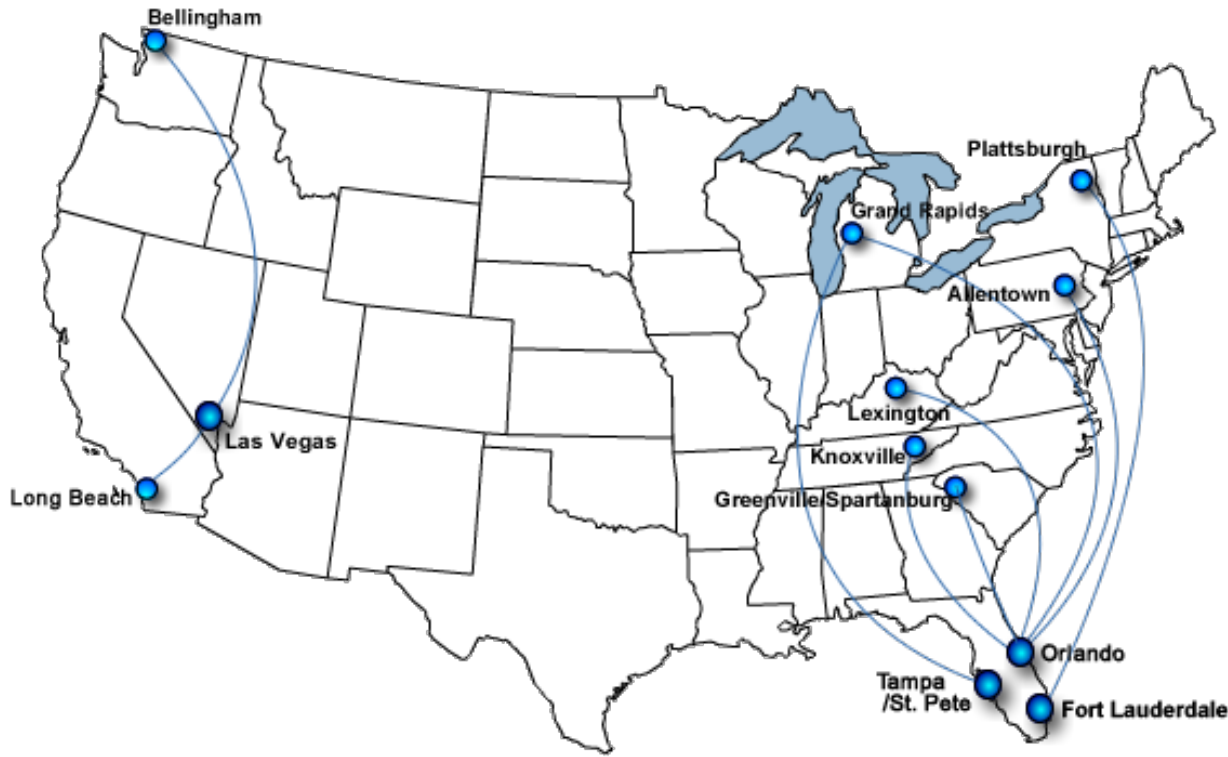 Bellingham
Plattsburgh
Grand Rapids
Allentown
Lexington
Las Vegas
Knoxville
Long Beach
Greenville/Spartanburg
Orlando
Tampa
/St. Pete
Fort Lauderdale